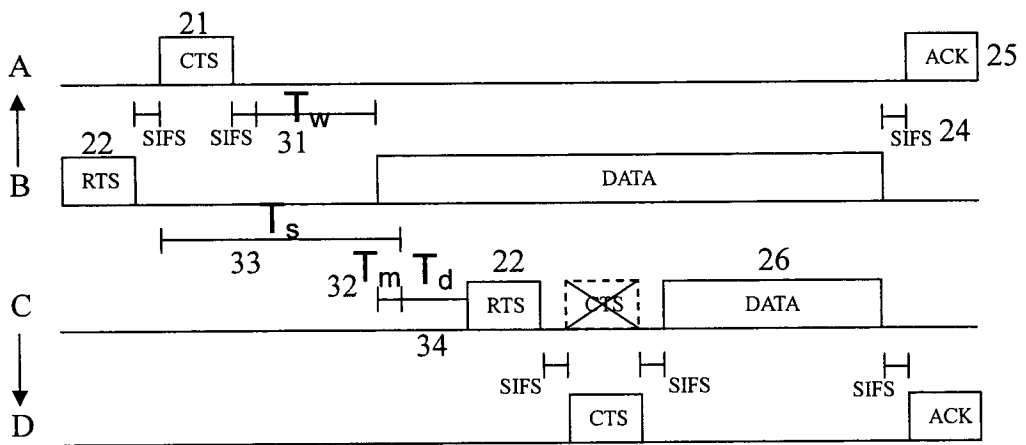 21
A CTS ACK 25
SIFS SIFS Tw SIFS 24
31
22
B RTS DATA
Ts
33
32 Tm Td 22 26
C RTS CTS DATA
34
SIFS SIFS SIFS
D CTS ACK